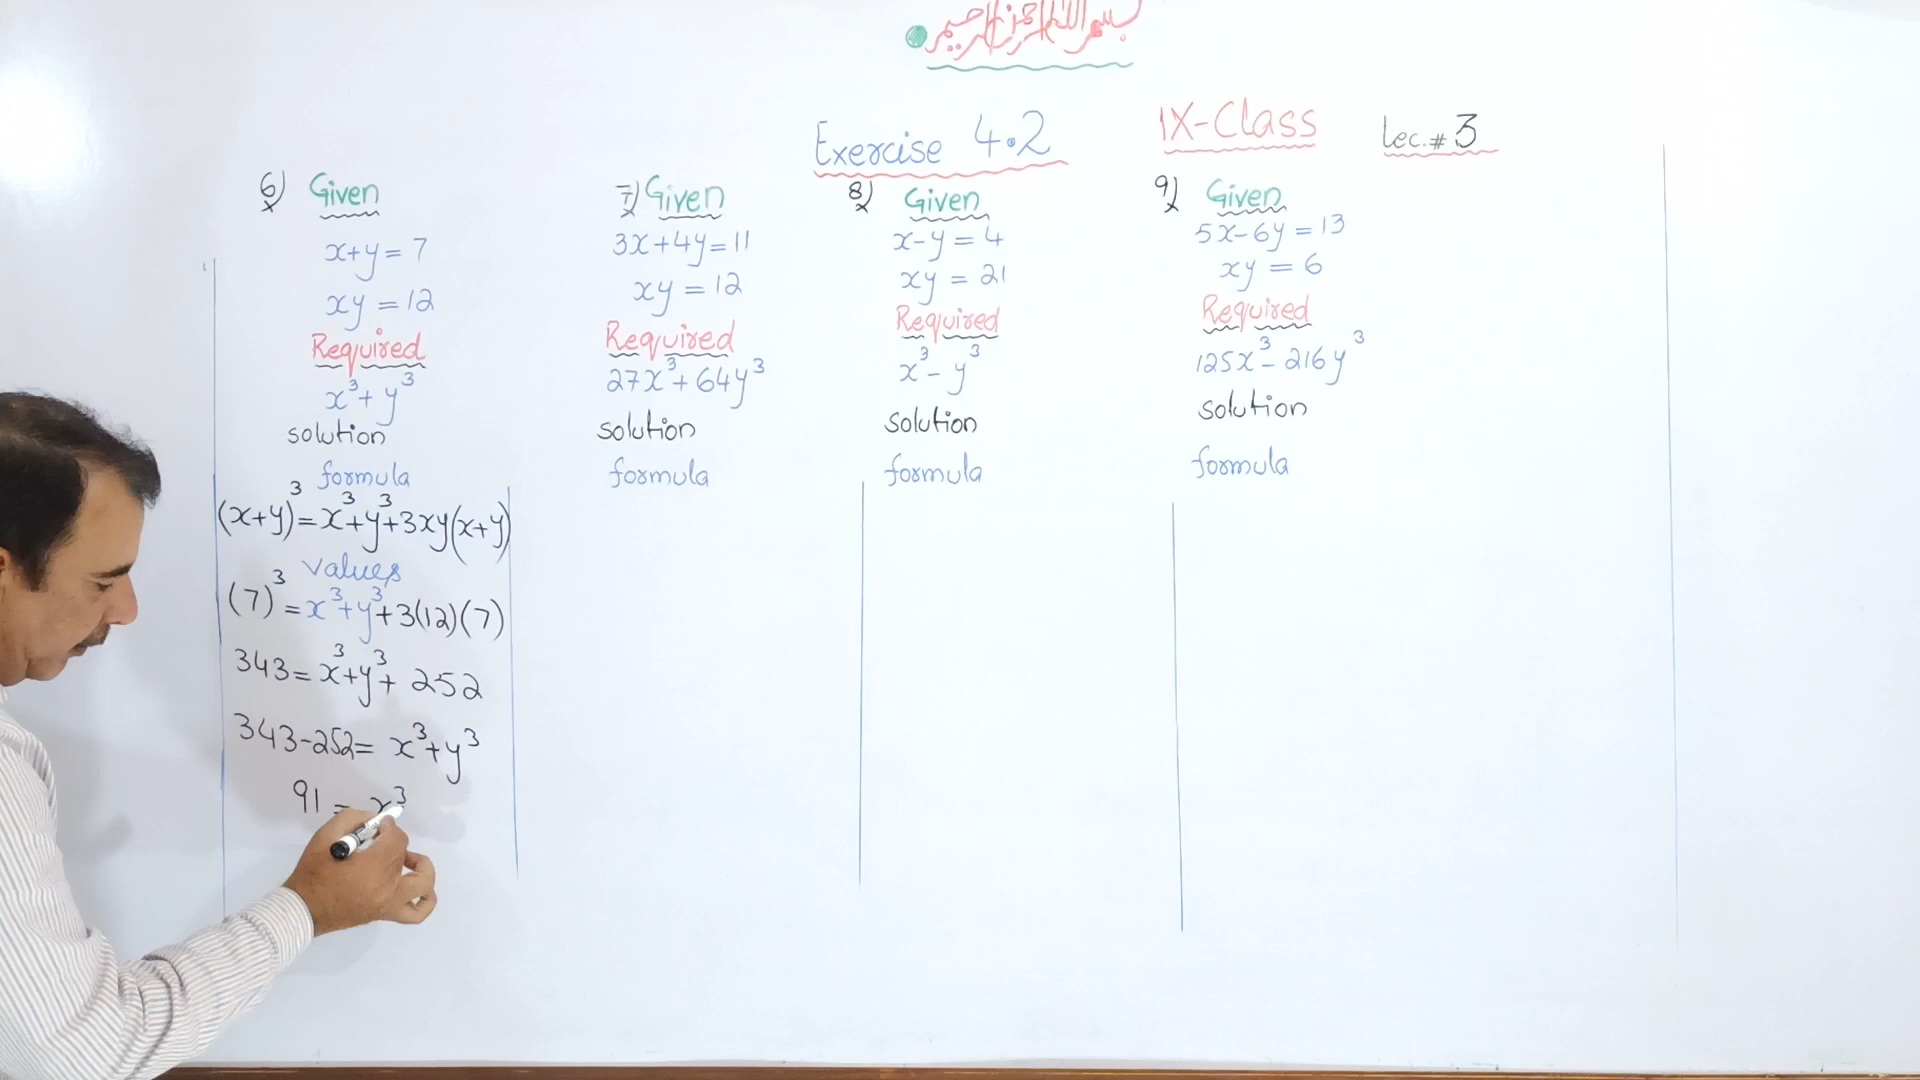 بسم الله الرحمن الرحيم
Exercise 4.2 IX-Class Lec.# 3
6) Given
x+y=7
xy=12
Required
x³+y³
solution
formula
(x+y)³=x³+y³+3xy(x+y)
values
(7)³=x³+y³+3(12)(7)
343=x³+y³+252
343-252=x³+y³
91=x³
7) Given
3x+4y=11
xy=12
Required
27x³+64y³
solution
formula
8) Given
x-y=4
xy=21
Required
x³-y³
solution
formula
9) Given
5x-6y=13
xy=6
Required
125x³-216y³
solution
formula